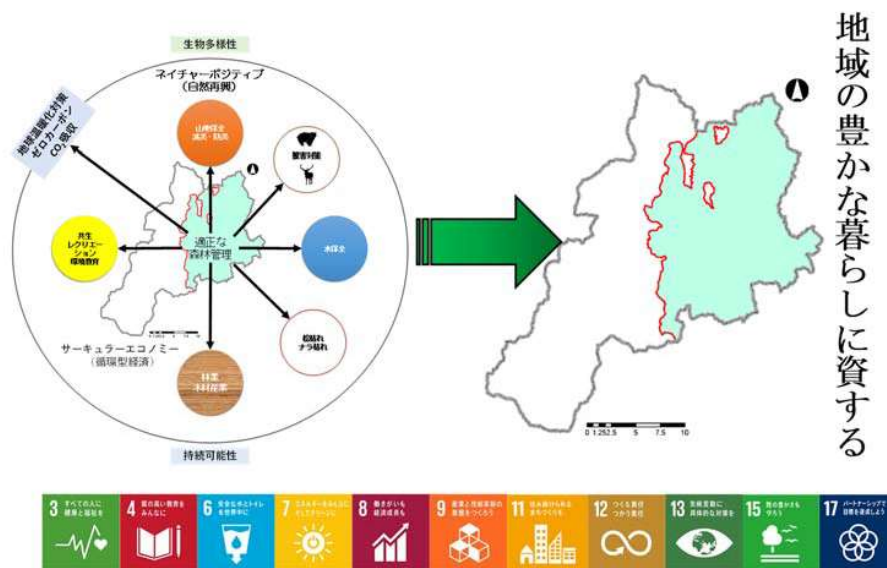 生物多様性
ネイチャーポジティブ
(自然再興)
地球温暖化対策
ゼロカーボン
CO₂吸収
山地保全
減災・防災
獣害対策
共生
レクリエー
ション
環境教育
適正な
森林管理
水保全
松枯れ
ナラ枯れ
サーキュラーエコノミー
(循環型経済)
林業
木材産業
持続可能性
地域の豊かな暮らしに資する
0 1.252.5 5 7.5 10
3 すべての人に
健康と福祉を
4 質の高い教育を
みんなに
6 安全な水とトイレ
を世界中に
7 エネルギーをみんなに
そしてクリーンに
8 働きがいも
経済成長も
9 産業と技術革新の
基盤をつくろう
11 住み続けられる
まちづくりを
12 つくる責任
つかう責任
13 気候変動に
具体的な対策を
15 陸の豊かさも
守ろう
17 パートナーシップで
目標を達成しよう